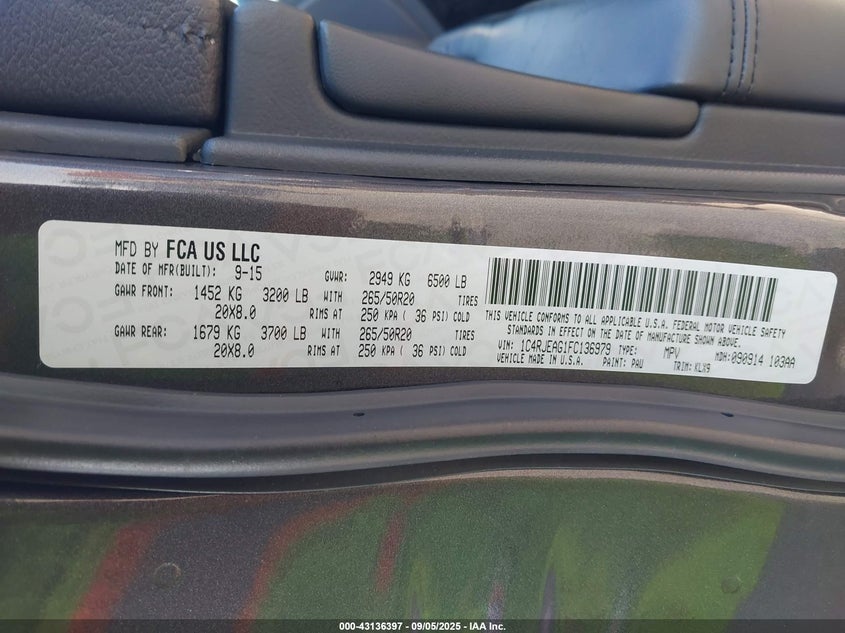 MFD BY FCA US LLC
DATE OF MFR(BUILT): 9-15 GVWR: 2949 KG 6500 LB
GAWR FRONT: 1452 KG 3200 LB WITH 265/50R20 TIRES
20X8.0 RIMS AT 250 KPA ( 36 PSI) COLD
GAWR REAR: 1679 KG 3700 LB WITH 265/50R20 TIRES
20X8.0 RIMS AT 250 KPA ( 36 PSI) COLD
THIS VEHICLE CONFORMS TO ALL APPLICABLE U.S.A. FEDERAL MOTOR VEHICLE SAFETY
STANDARDS IN EFFECT ON THE DATE OF MANUFACTURE SHOWN ABOVE.
VIN: 1C4RJEAG1FC136979 TYPE: MPV MDH:090914 103AA
VEHICLE MADE IN U.S.A. PAINT: PAU TRIM: KLX9
000-43136397 - 09/05/2025 - IAA Inc.